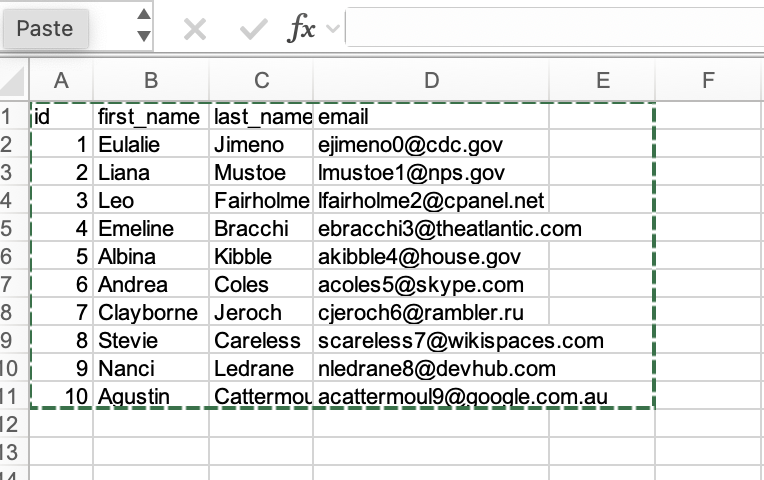 Paste fx
A B C D E F
1 id first_name last_name email
2 1 Eulalie Jimeno ejimeno0@cdc.gov
3 2 Liana Mustoe lmustoe1@nps.gov
4 3 Leo Fairholme lfairholme2@cpanel.net
5 4 Emeline Bracchi ebracchi3@theatlantic.com
6 5 Albina Kibble akibble4@house.gov
7 6 Andrea Coles acoles5@skype.com
8 7 Clayborne Jeroch cjeroch6@rambler.ru
9 8 Stevie Careless scareless7@wikispaces.com
10 9 Nanci Ledrane nledrane8@devhub.com
11 10 Agustin Cattermou acattermoul9@google.com.au
12
13
14